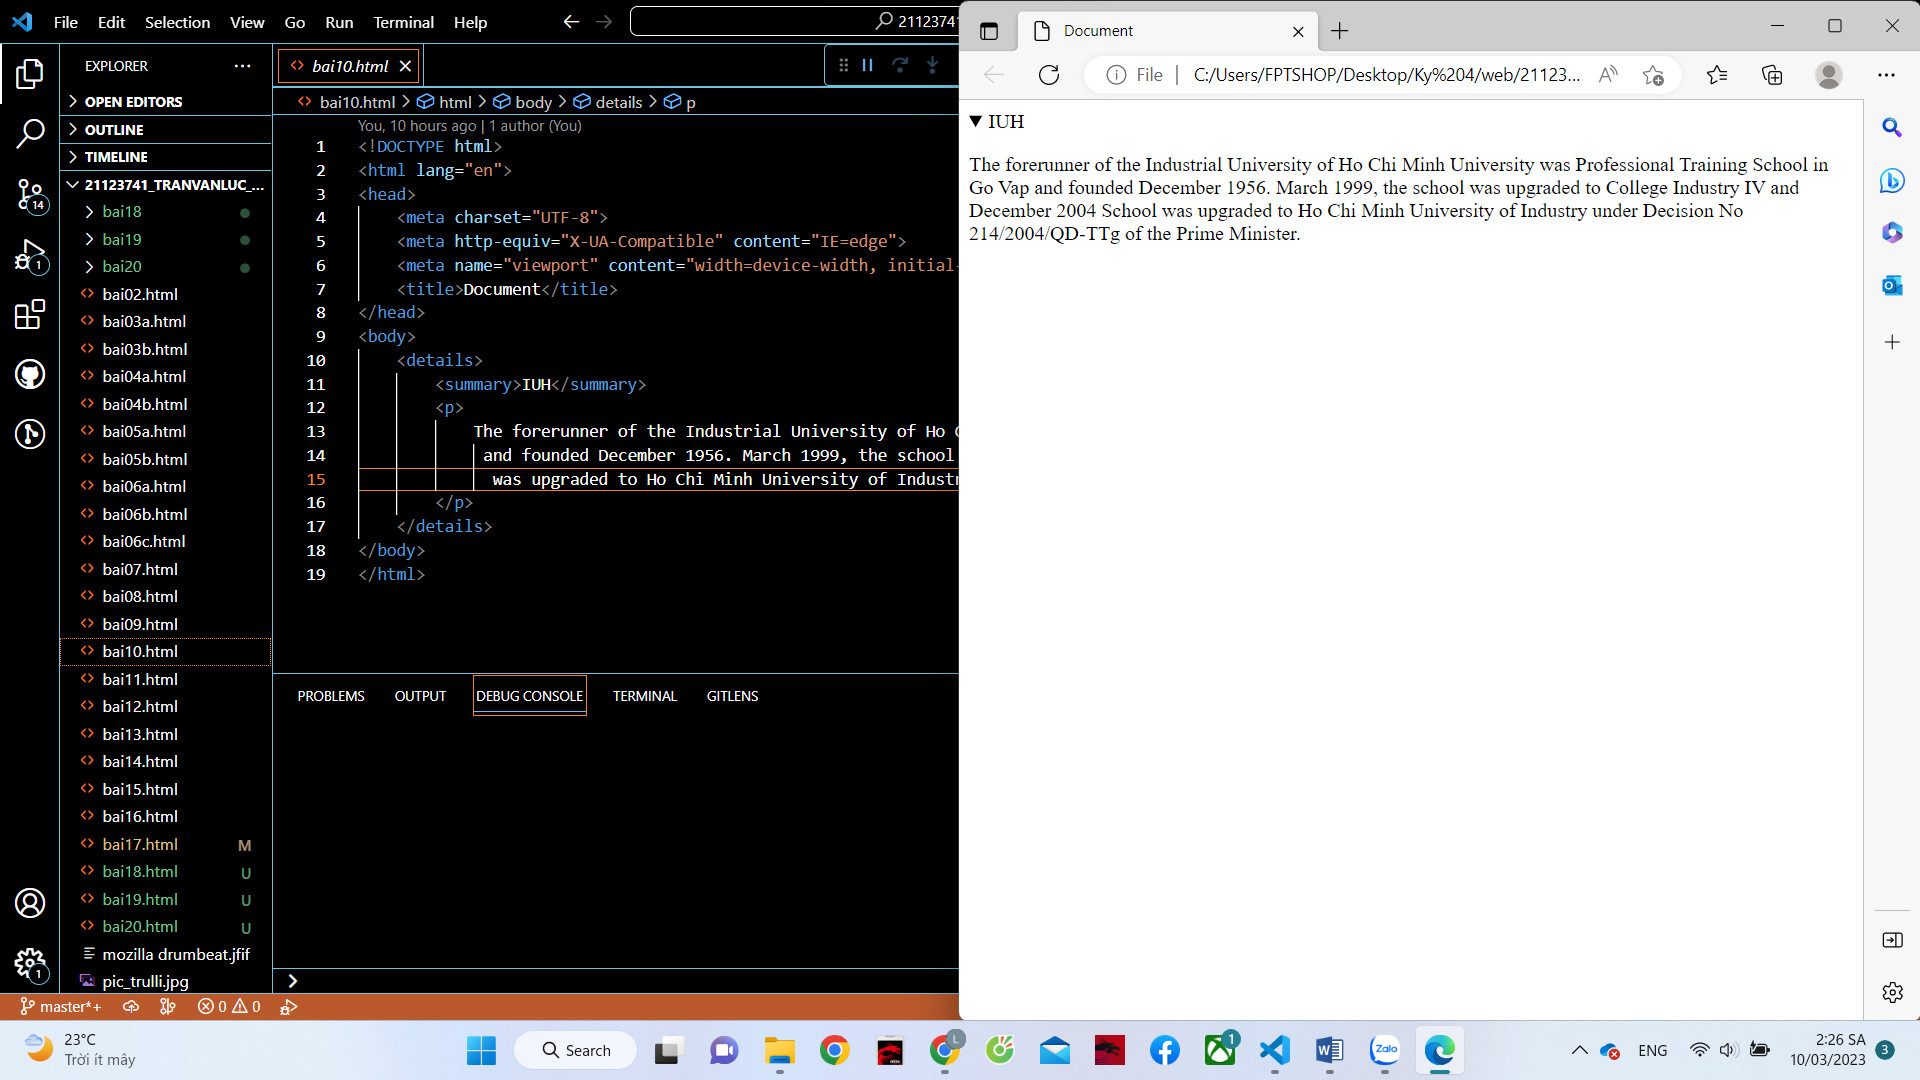 File Edit Selection View Go Run Terminal Help
21123741
EXPLORER
OPEN EDITORS
OUTLINE
TIMELINE
21123741_TRANVANLUC_...
bai18
bai19
bai20
bai02.html
bai03a.html
bai03b.html
bai04a.html
bai04b.html
bai05a.html
bai05b.html
bai06a.html
bai06b.html
bai06c.html
bai07.html
bai08.html
bai09.html
bai10.html
bai11.html
bai12.html
bai13.html
bai14.html
bai15.html
bai16.html
bai17.html M
bai18.html U
bai19.html U
bai20.html U
mozilla drumbeat.jfif
pic_trulli.jpg
14
1
1
bai10.html
bai10.html > html > body > details > p
You, 10 hours ago | 1 author (You)
1 <!DOCTYPE html>
2 <html lang="en">
3 <head>
4 <meta charset="UTF-8">
5 <meta http-equiv="X-UA-Compatible" content="IE=edge">
6 <meta name="viewport" content="width=device-width, initial-
7 <title>Document</title>
8 </head>
9 <body>
10 <details>
11 <summary>IUH</summary>
12 <p>
13 The forerunner of the Industrial University of Ho C
14 and founded December 1956. March 1999, the school
15 was upgraded to Ho Chi Minh University of Industr
16 </p>
17 </details>
18 </body>
19 </html>
PROBLEMS OUTPUT DEBUG CONSOLE TERMINAL GITLENS
master*+ 0 0
Document
File | C:/Users/FPTSHOP/Desktop/Ky%204/web/21123...
IUH
The forerunner of the Industrial University of Ho Chi Minh University was Professional Training School in
Go Vap and founded December 1956. March 1999, the school was upgraded to College Industry IV and
December 2004 School was upgraded to Ho Chi Minh University of Industry under Decision No
214/2004/QD-TTg of the Prime Minister.
23°C
Trời ít mây
Search
L
1
Zalo
ENG
2:26 SA
10/03/2023
3